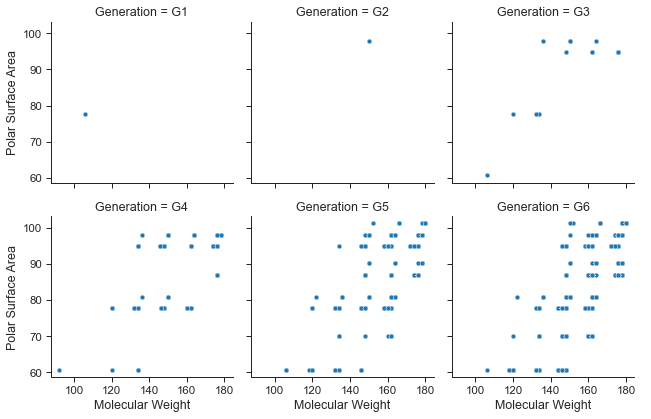 Generation = G1
Generation = G2
Generation = G3
100
90
80
70
60
Polar Surface Area
Generation = G4
Generation = G5
Generation = G6
100
90
80
70
60
Polar Surface Area
100 120 140 160 180
100 120 140 160 180
100 120 140 160 180
Molecular Weight
Molecular Weight
Molecular Weight